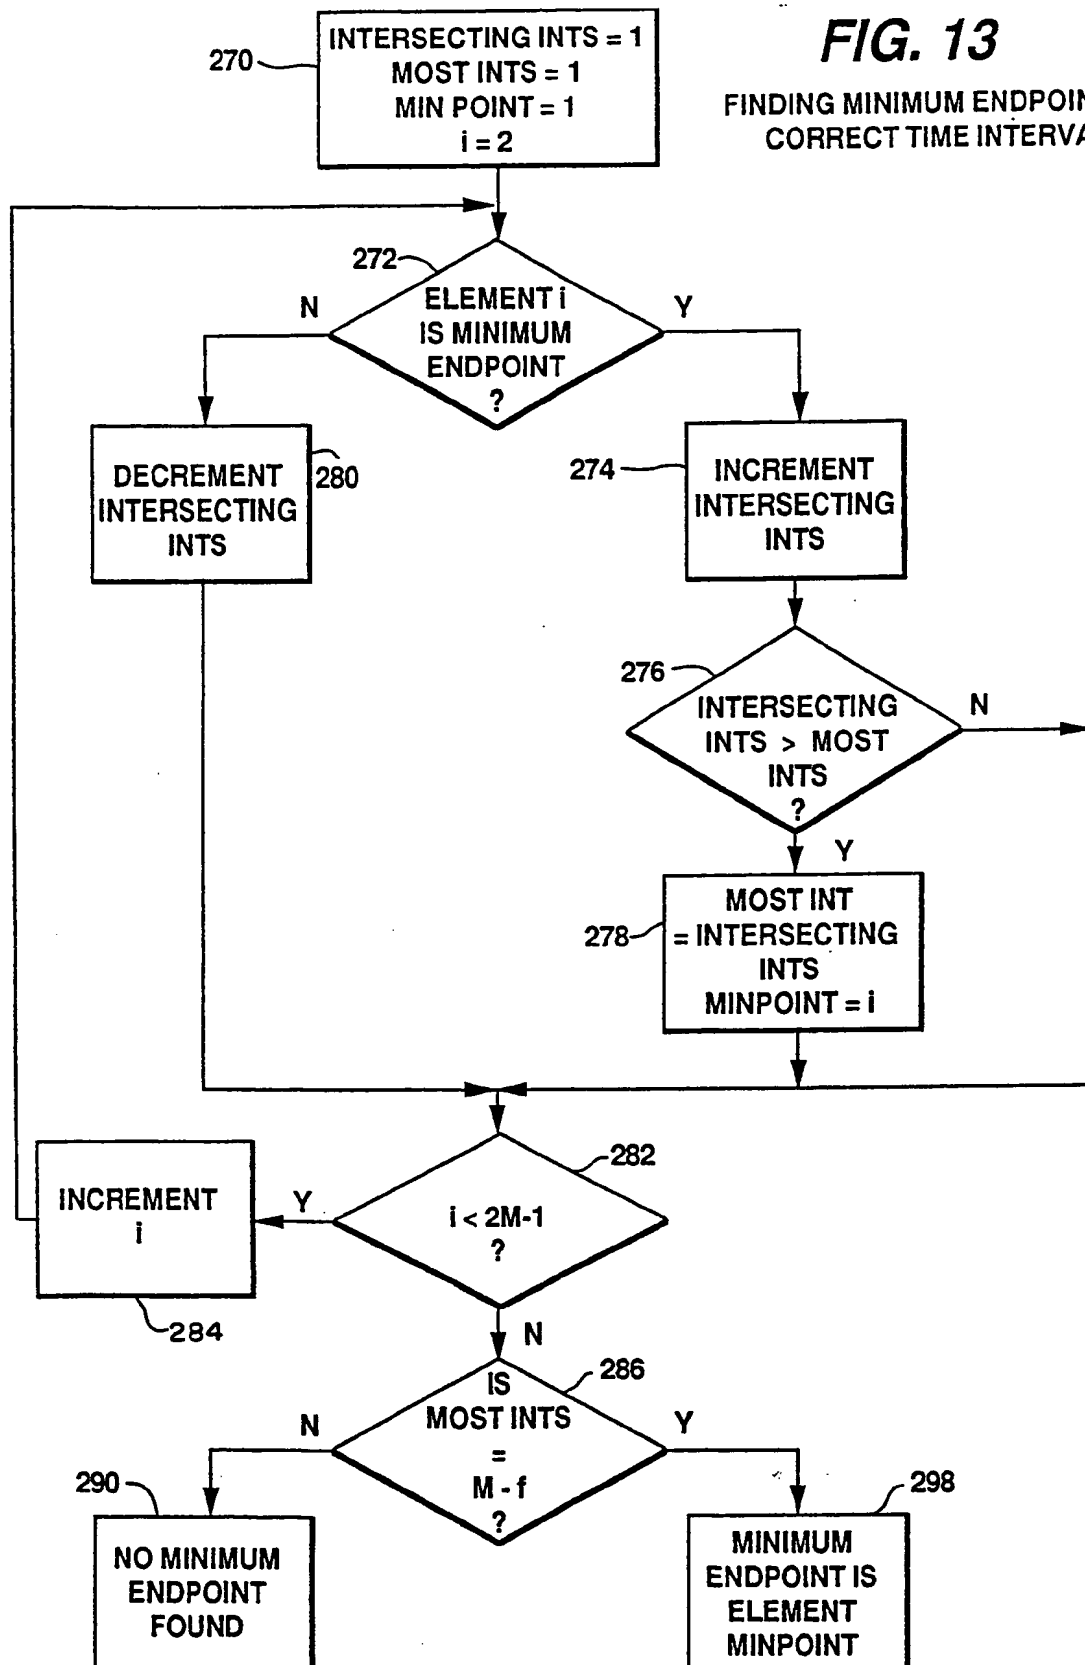 FIG. 13
FINDING MINIMUM ENDPOIN
CORRECT TIME INTERVA
270
INTERSECTING INTS = 1
MOST INTS = 1
MIN POINT = 1
i = 2
272
ELEMENT i
IS MINIMUM
ENDPOINT
?
N
Y
280
DECREMENT
INTERSECTING
INTS
274
INCREMENT
INTERSECTING
INTS
276
INTERSECTING
INTS > MOST
INTS
?
N
Y
278
MOST INT
= INTERSECTING
INTS
MINPOINT = i
282
i < 2M-1
?
Y
N
INCREMENT
i
284
286
IS
MOST INTS
=
M - f
?
N
Y
290
NO MINIMUM
ENDPOINT
FOUND
298
MINIMUM
ENDPOINT IS
ELEMENT
MINPOINT